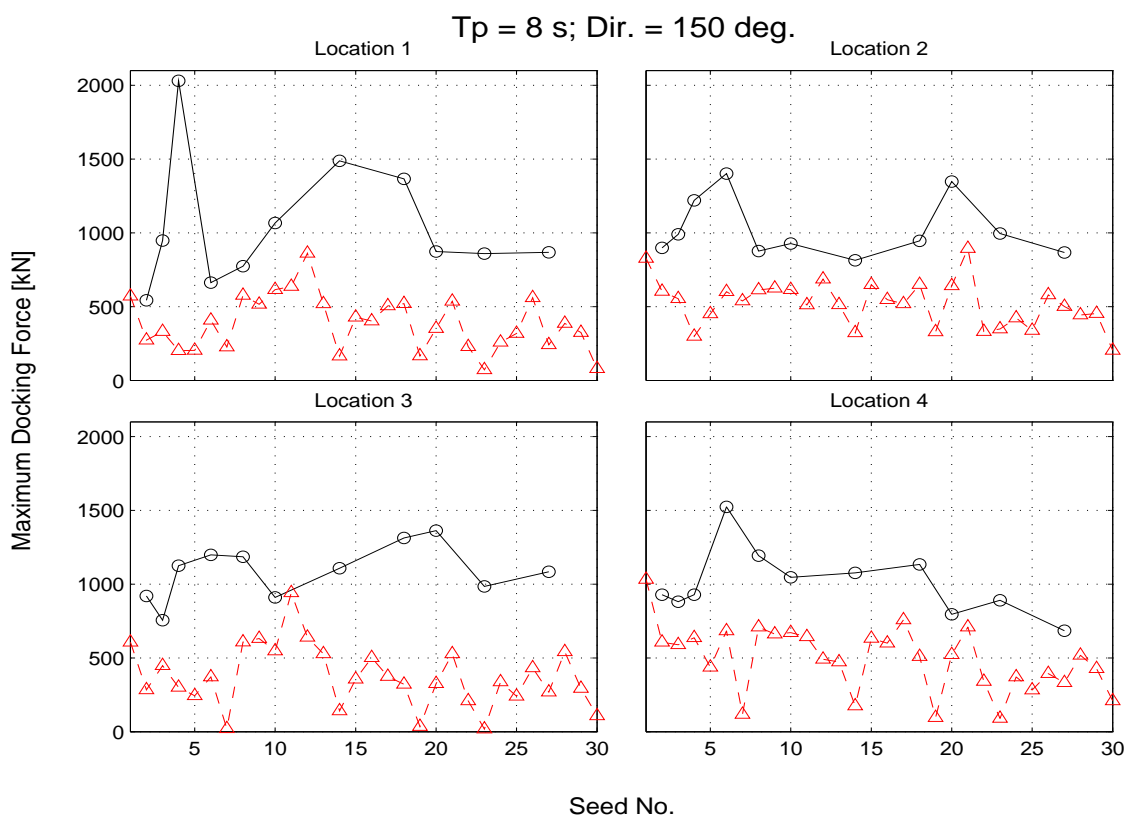 Tp = 8 s; Dir. = 150 deg.
Location 1
Location 2
2000
1500
1000
500
0
Location 3
Location 4
2000
1500
1000
500
0
5 10 15 20 25 30
5 10 15 20 25 30
Maximum Docking Force [kN]
Seed No.